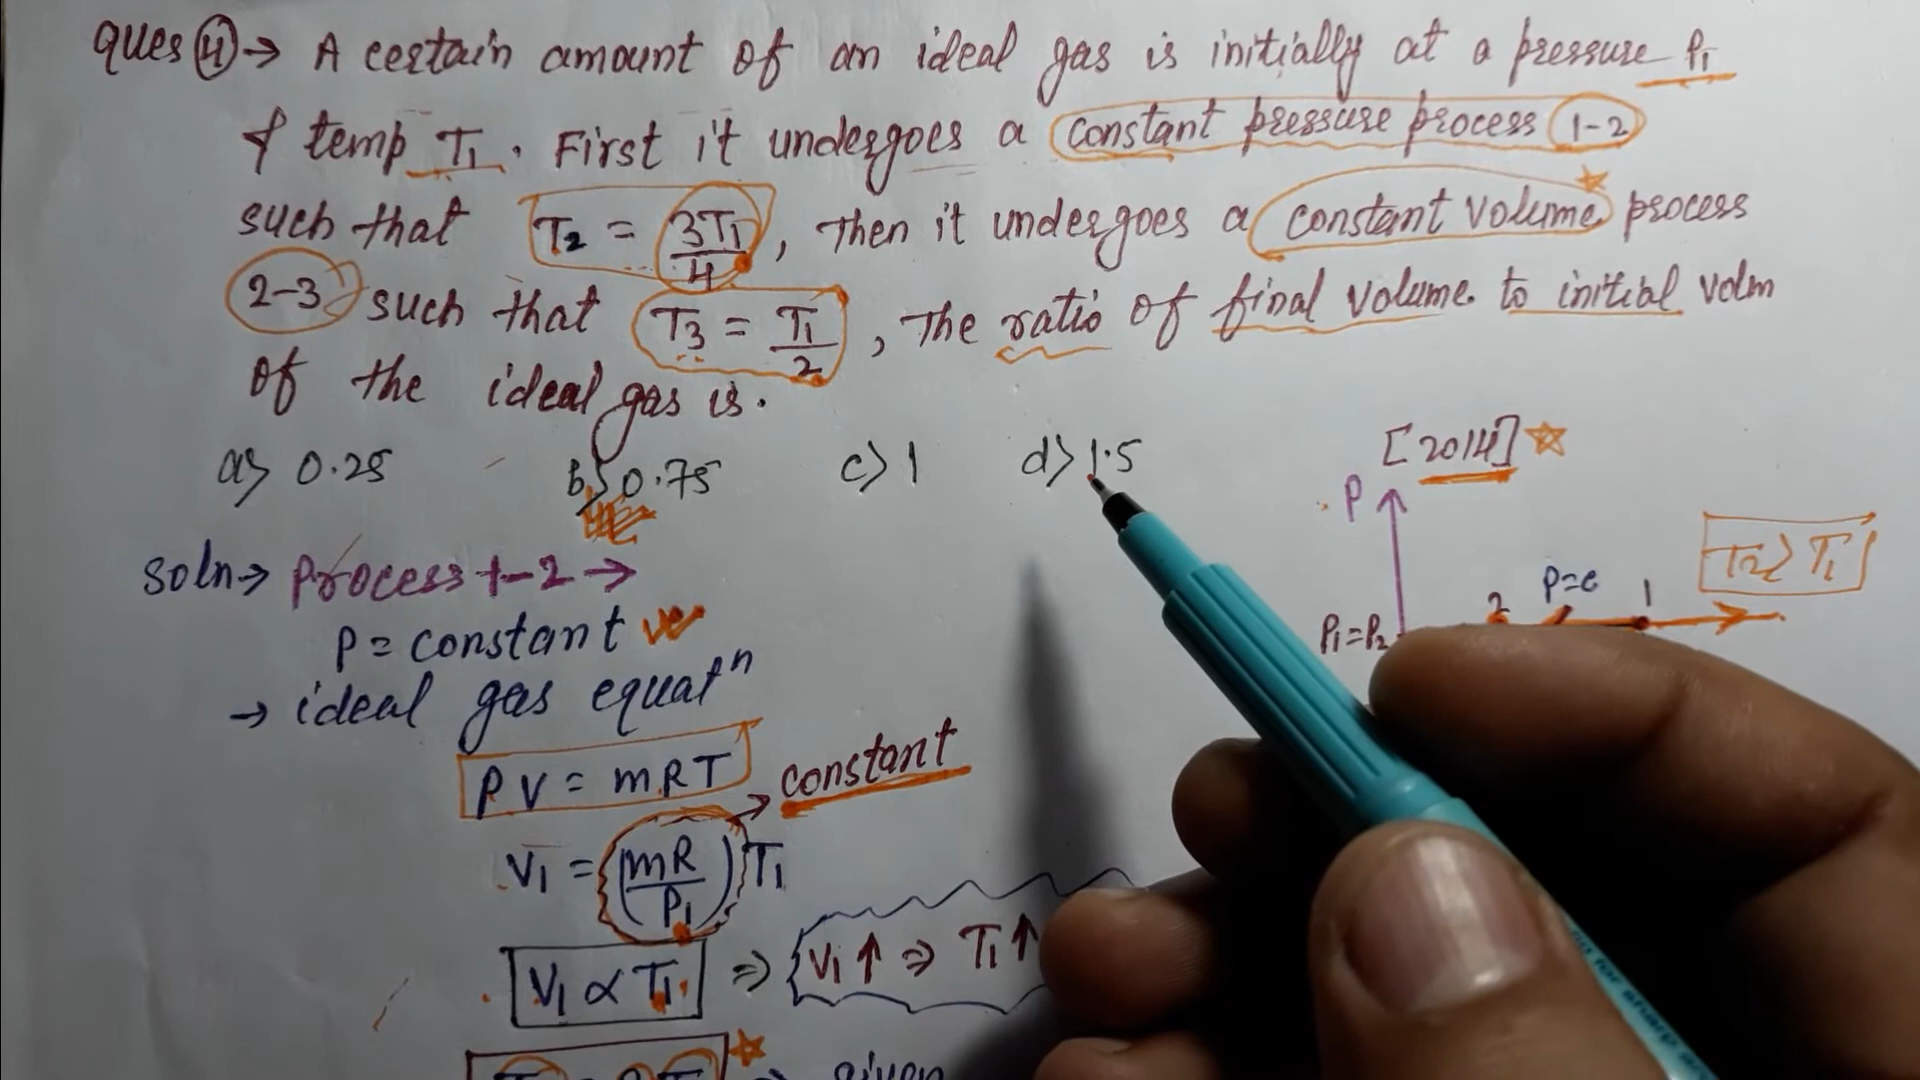 ques 4 → A certain amount of an ideal gas is initially at a pressure P1
& temp T1. First it undergoes a constant pressure process 1-2
such that T2 = 3T1/4, Then it undergoes a constant volume process
2-3 such that T3 = T1/2, The ratio of final volume to initial volm
of the ideal gas is.
a) 0.25 b) 0.75 c) 1 d) 1.5
[2014]
soln → process 1-2 →
P = constant
→ ideal gas equatⁿ
PV = mRT → constant
V1 = (mR/P1) T1
V1 ∝ T1 ⇒ {V1↑ ⇒ T1↑
⇒ given
P
T2 > T1
2 P=c 1
P1=P2